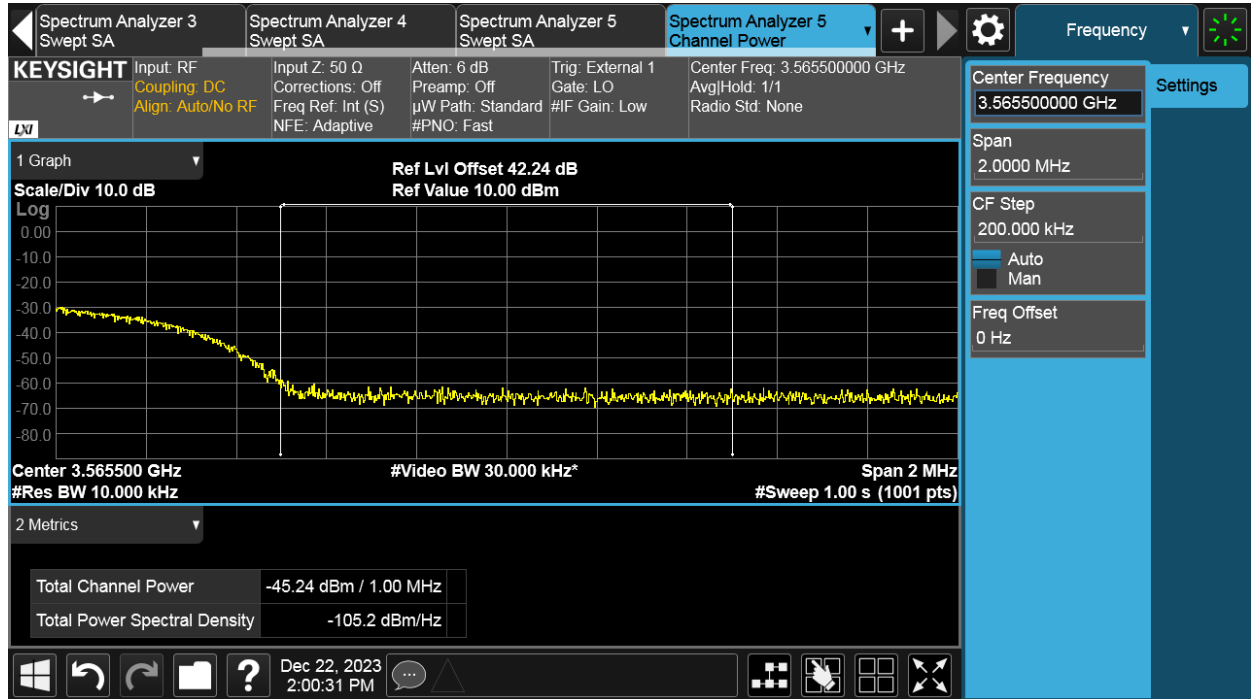 Spectrum Analyzer 3
Swept SA
Spectrum Analyzer 4
Swept SA
Spectrum Analyzer 5
Swept SA
Spectrum Analyzer 5
Channel Power
+
Frequency
KEYSIGHT
LXI
Input: RF
Coupling: DC
Align: Auto/No RF
Input Z: 50 Ω
Corrections: Off
Freq Ref: Int (S)
NFE: Adaptive
Atten: 6 dB
Preamp: Off
µW Path: Standard
#PNO: Fast
Trig: External 1
Gate: LO
#IF Gain: Low
Center Freq: 3.565500000 GHz
Avg|Hold: 1/1
Radio Std: None
Center Frequency
3.565500000 GHz
Settings
Span
2.0000 MHz
CF Step
200.000 kHz
Auto
Man
Freq Offset
0 Hz
1 Graph
Scale/Div 10.0 dB
Ref Lvl Offset 42.24 dB
Ref Value 10.00 dBm
Log
0.00
-10.0
-20.0
-30.0
-40.0
-50.0
-60.0
-70.0
-80.0
Center 3.565500 GHz
#Video BW 30.000 kHz*
Span 2 MHz
#Res BW 10.000 kHz
#Sweep 1.00 s (1001 pts)
2 Metrics
Total Channel Power -45.24 dBm / 1.00 MHz
Total Power Spectral Density -105.2 dBm/Hz
?
Dec 22, 2023
2:00:31 PM